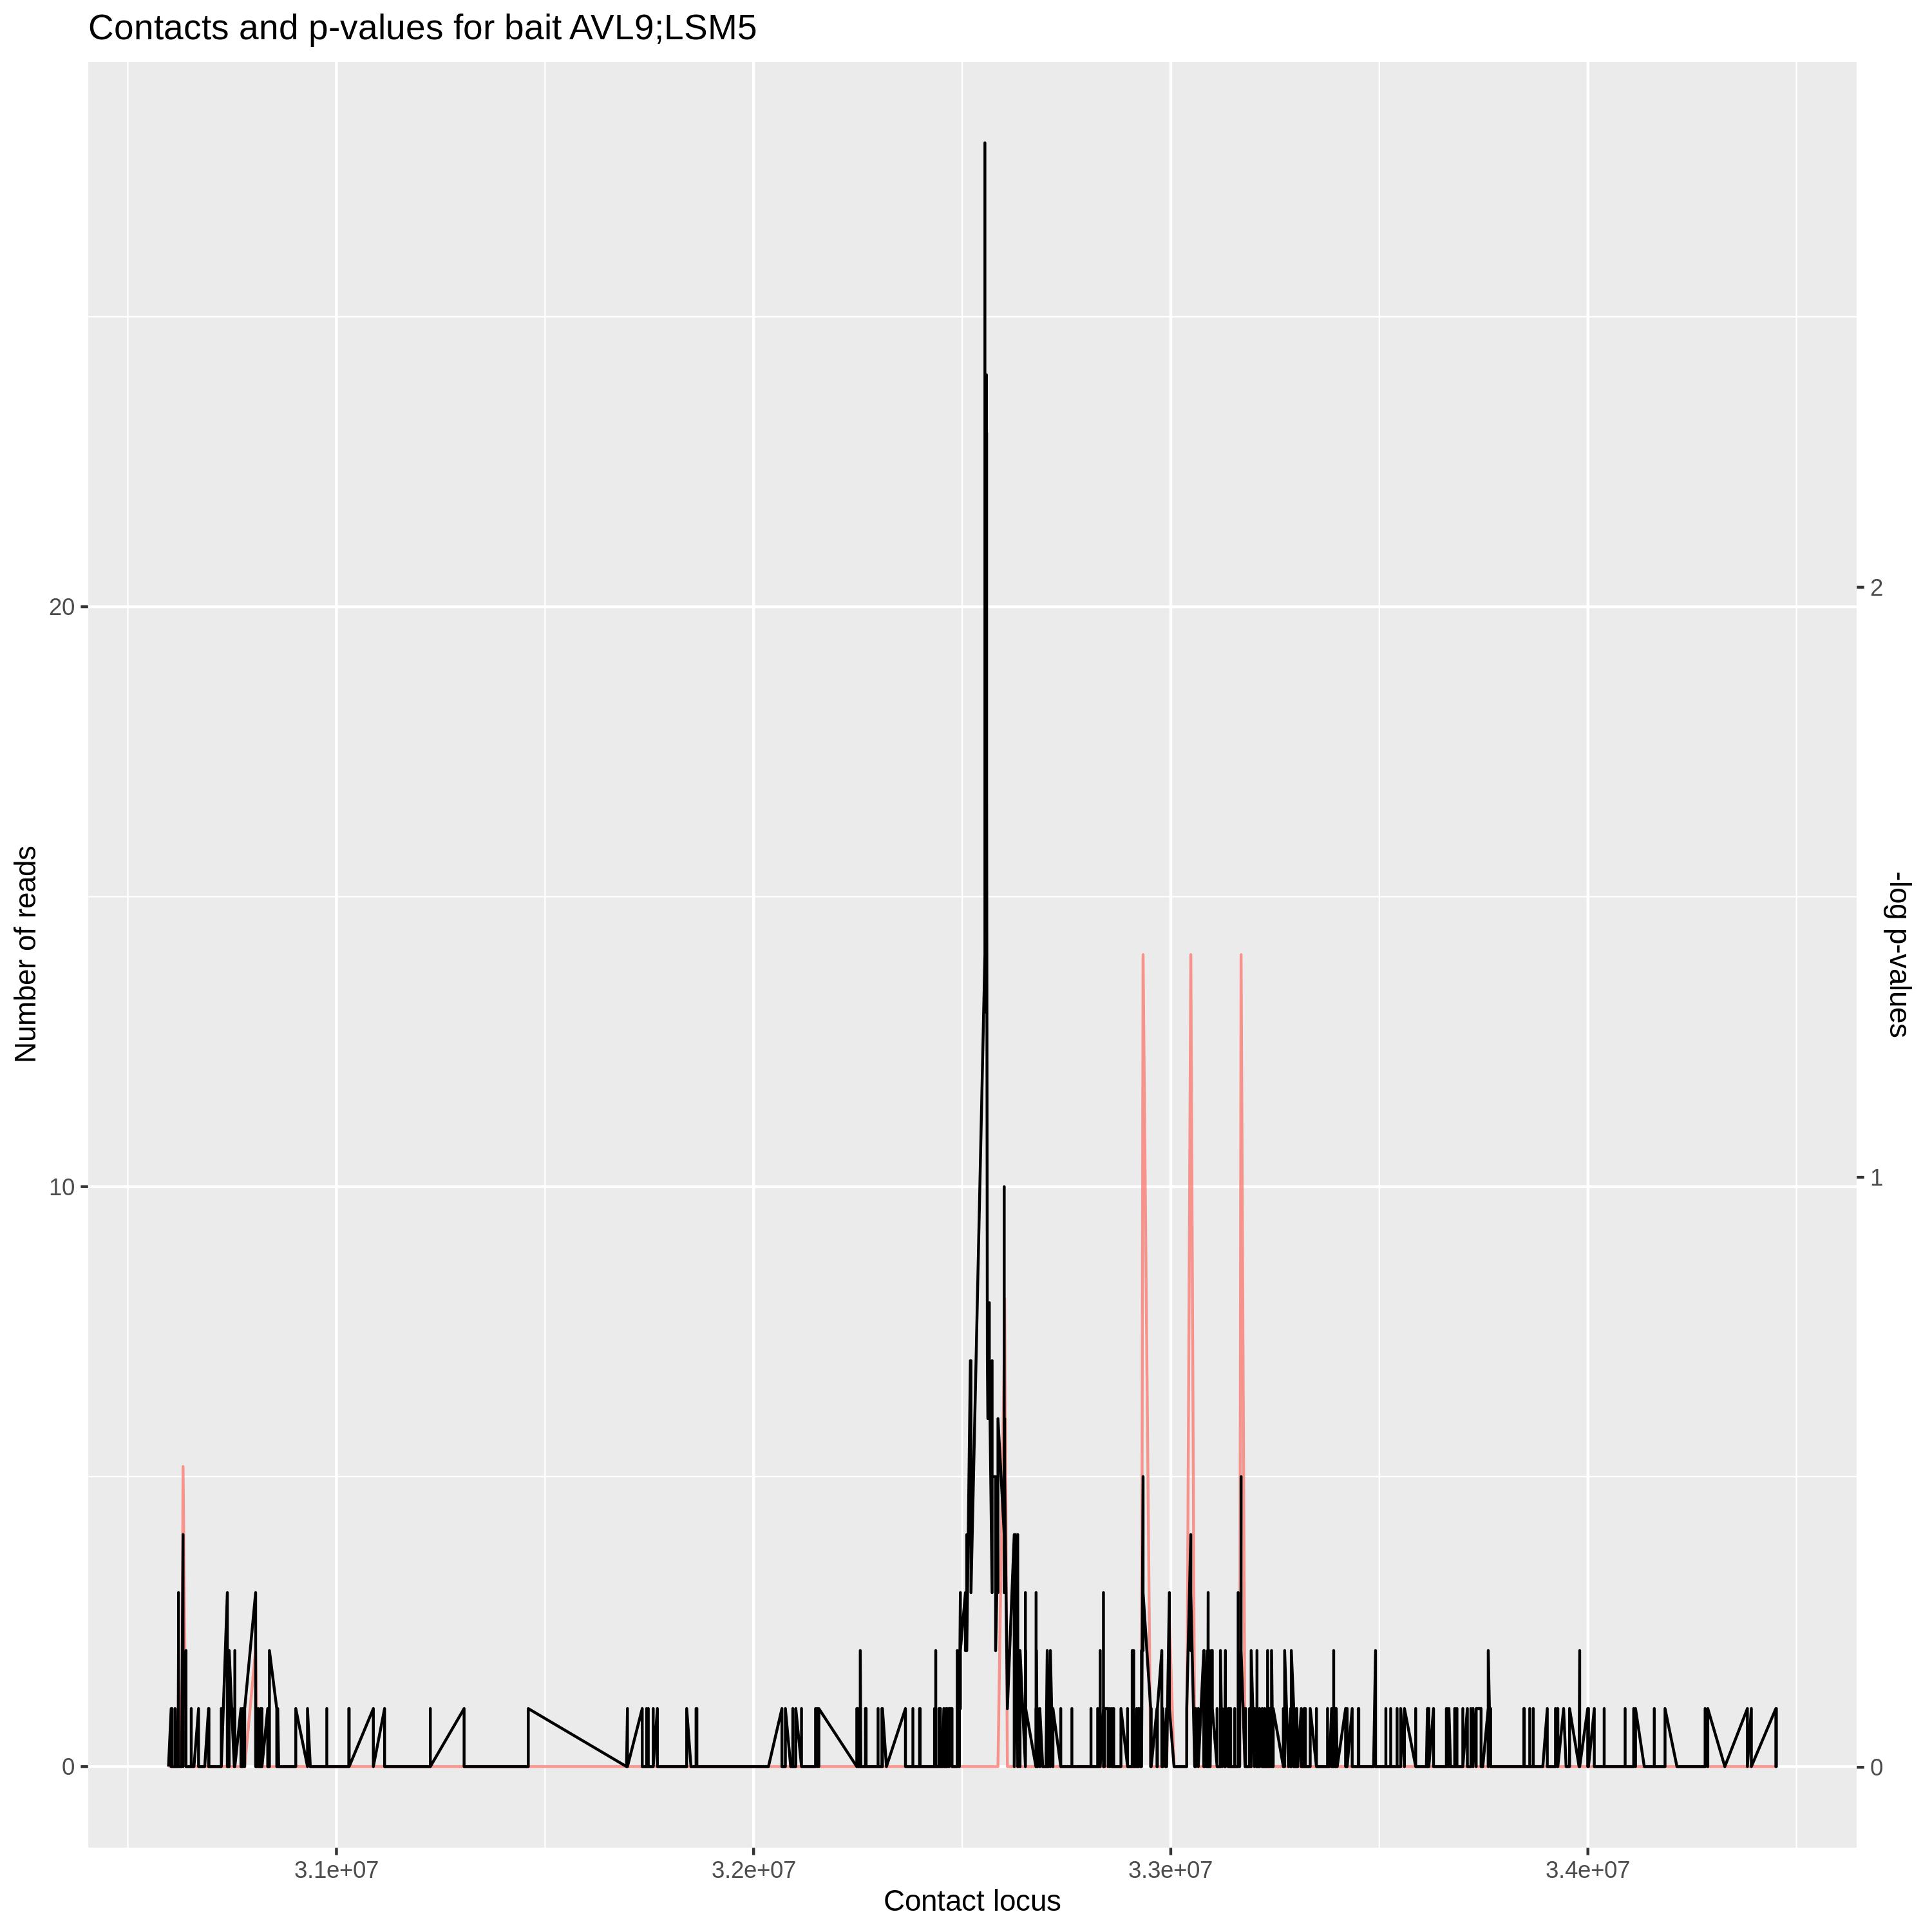 Contacts and p-values for bait AVL9;LSM5
Number of reads
20
10
0
2
1
0
-log p-values
3.1e+07 3.2e+07 3.3e+07 3.4e+07
Contact locus